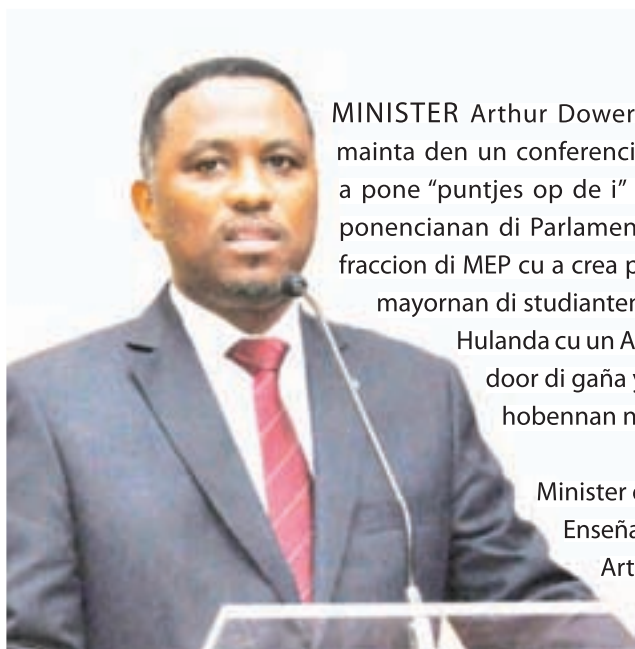 MINISTER Arthur Dower
mainta den un conferenci
a pone “puntjes op de i”
ponencianan di Parlamen
fraccion di MEP cu a crea p
mayornan di studianten
Hulanda cu un A
door di gaña y
hobennan n
Minister
Enseña
Art